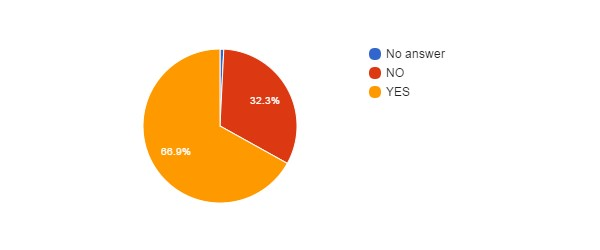 No answer
NO
YES
32.3%
66.9%